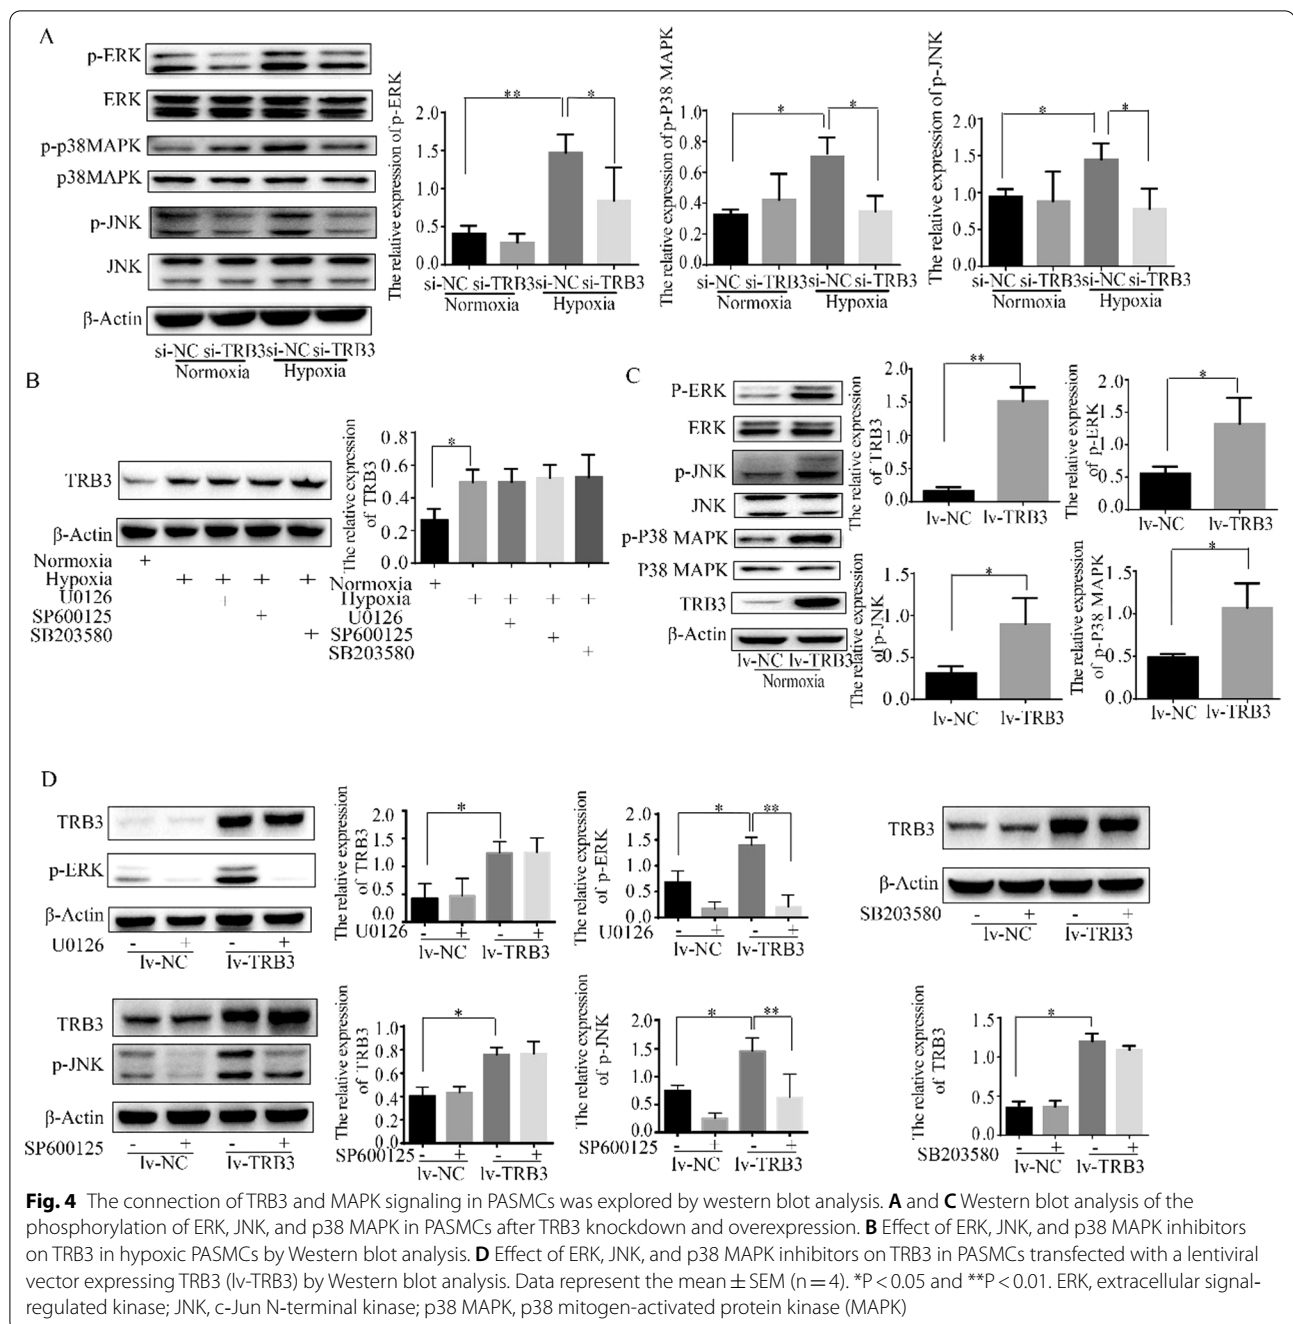 A
p-ERK
ERK
p-p38MAPK
p38MAPK
p-JNK
JNK
β-Actin
si-NC si-TRB3 si-NC si-TRB3
Normoxia Hypoxia
The relative expression of p-ERK
2.0
1.5
1.0
0.5
0.0
** *
si-NC si-TRB3 si-NC si-TRB3
Normoxia Hypoxia
The relative expression of p-P38 MAPK
1.0
0.8
0.6
0.4
0.2
0.0
* *
si-NC si-TRB3 si-NC si-TRB3
Normoxia Hypoxia
The relative expression of p-JNK
2.0
1.5
1.0
0.5
0.0
* *
si-NC si-TRB3 si-NC si-TRB3
Normoxia Hypoxia
B
TRB3
β-Actin
Normoxia +
Hypoxia + + + +
U0126 +
SP600125 +
SB203580 +
The relative expression
of TRB3
0.8
0.6
0.4
0.2
0.0
*
Normoxia +
Hypoxia + + + +
U0126 +
SP600125 +
SB203580 +
C
P-ERK
ERK
p-JNK
JNK
p-P38 MAPK
P38 MAPK
TRB3
β-Actin
lv-NC lv-TRB3
Normoxia
The relative expression
of TRB3
2.0
1.5
1.0
0.5
0.0
**
lv-NC lv-TRB3
The relative expression
of p-ERK
2.0
1.5
1.0
0.5
0.0
*
lv-NC lv-TRB3
The relative expression
of p-JNK
1.5
1.0
0.5
0.0
*
lv-NC lv-TRB3
The relative expression
of p-P38 MAPK
1.5
1.0
0.5
0.0
*
lv-NC lv-TRB3
D
TRB3
p-ERK
β-Actin
U0126 - + - +
lv-NC lv-TRB3
The relative expression
of TRB3
2.0
1.5
1.0
0.5
0.0
*
U0126 - + - +
lv-NC lv-TRB3
The relative expression
of p-ERK
2.0
1.5
1.0
0.5
0.0
* **
U0126 - + - +
lv-NC lv-TRB3
TRB3
β-Actin
SB203580 - + - +
lv-NC lv-TRB3
TRB3
p-JNK
β-Actin
SP600125 - + - +
lv-NC lv-TRB3
The relative expression
of TRB3
1.0
0.8
0.6
0.4
0.2
0.0
*
SP600125 - + - +
lv-NC lv-TRB3
The relative expression
of p-JNK
2.0
1.5
1.0
0.5
0.0
* **
SP600125 - + - +
lv-NC lv-TRB3
The relative expression
of TRB3
1.5
1.0
0.5
0.0
*
SB203580 - + - +
lv-NC lv-TRB3
Fig. 4 The connection of TRB3 and MAPK signaling in PASMCs was explored by western blot analysis. A and C Western blot analysis of the
phosphorylation of ERK, JNK, and p38 MAPK in PASMCs after TRB3 knockdown and overexpression. B Effect of ERK, JNK, and p38 MAPK inhibitors
on TRB3 in hypoxic PASMCs by Western blot analysis. D Effect of ERK, JNK, and p38 MAPK inhibitors on TRB3 in PASMCs transfected with a lentiviral
vector expressing TRB3 (lv-TRB3) by Western blot analysis. Data represent the mean ± SEM (n = 4). *P < 0.05 and **P < 0.01. ERK, extracellular signal-
regulated kinase; JNK, c-Jun N-terminal kinase; p38 MAPK, p38 mitogen-activated protein kinase (MAPK)